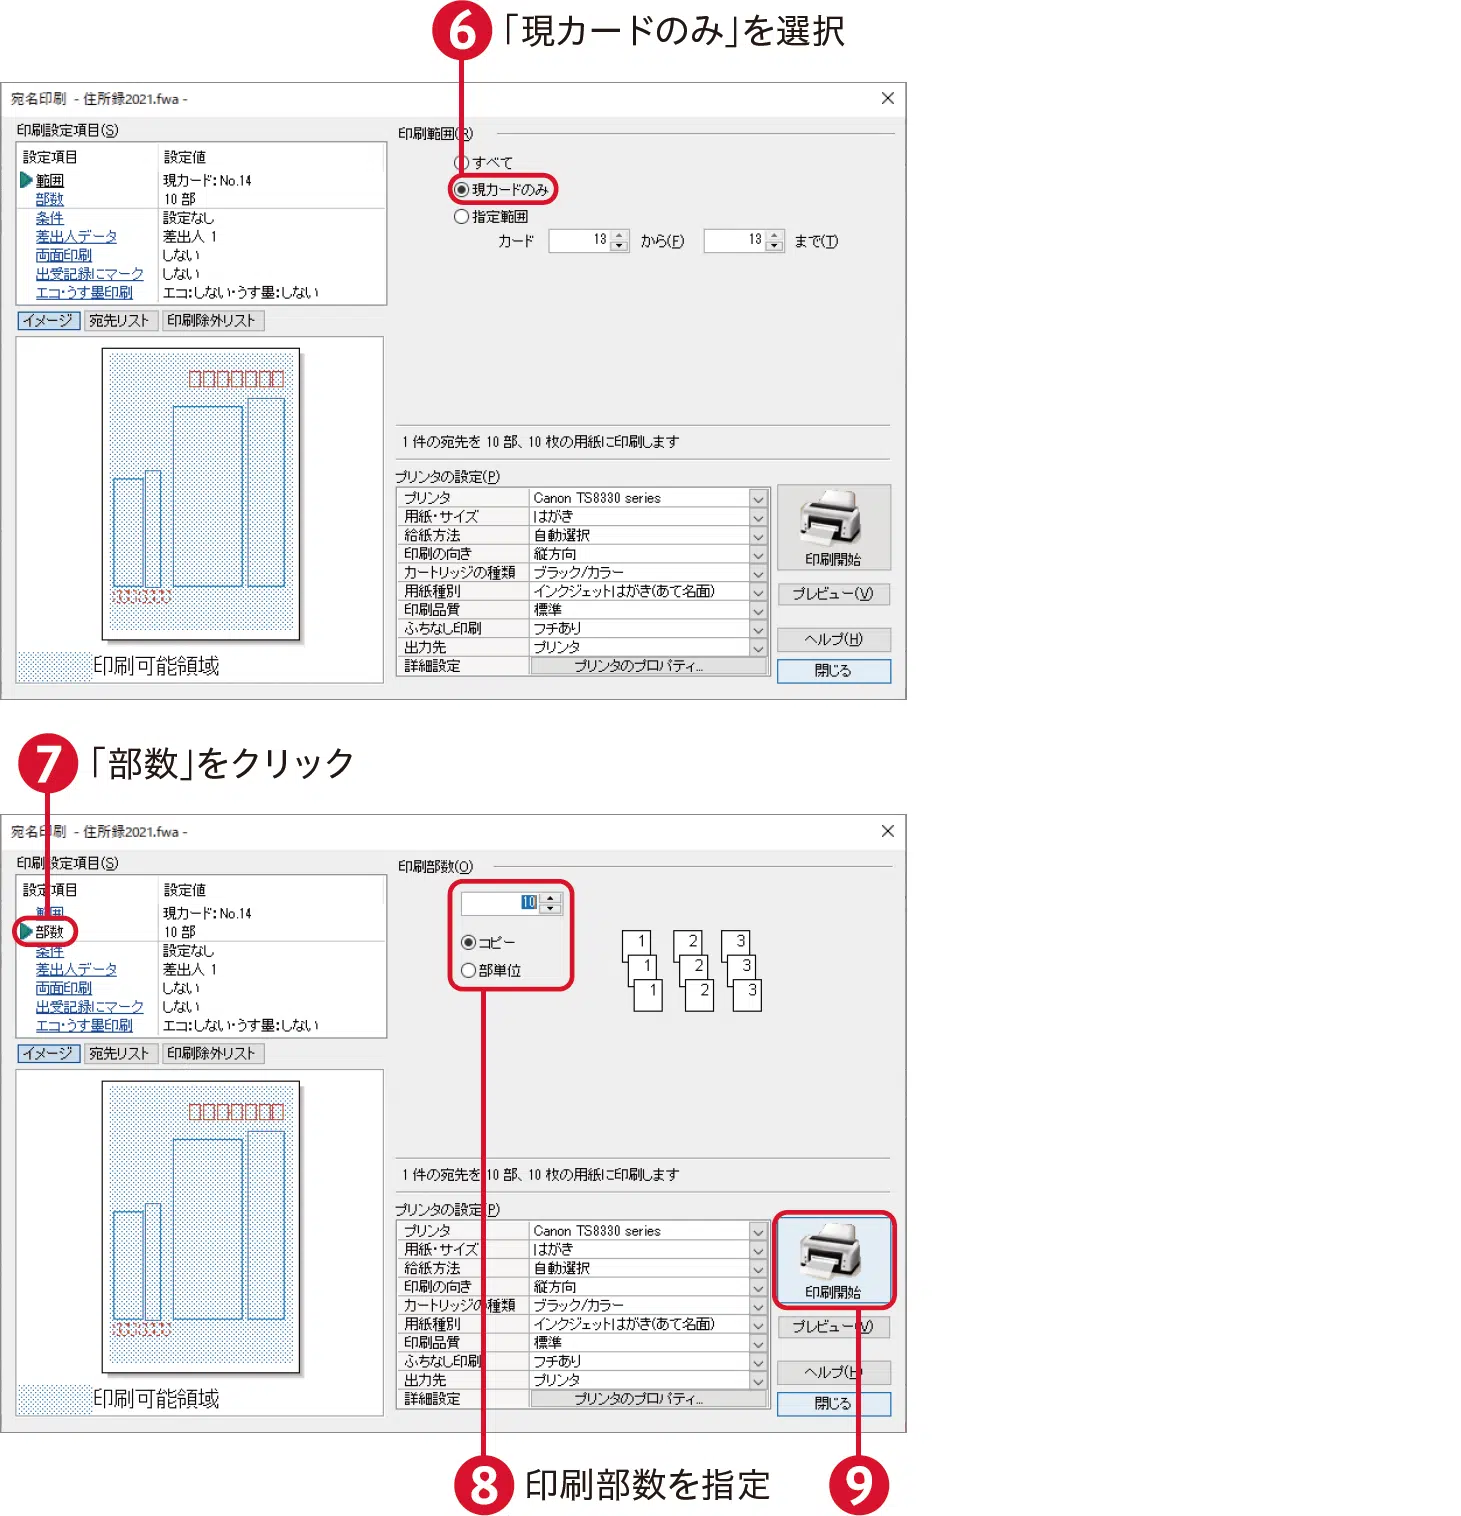 6 「現カードのみ」を選択
宛名印刷 - 住所録2021.fwa -
印刷設定項目(S)
設定項目 設定値
範囲 現カード：No.14
部数 10 部
条件 設定なし
差出人データ 差出人 1
両面印刷 しない
出受記録にマーク しない
エコ・うす墨印刷 エコ：しない・うす墨：しない
イメージ 宛先リスト 印刷除外リスト
印刷可能領域
印刷範囲(R)
すべて
現カードのみ
指定範囲
カード 13 から(F) 13 まで(T)
1 件の宛先を 10 部、10 枚の用紙に印刷します
プリンタの設定(P)
プリンタ Canon TS8330 series
用紙・サイズ はがき
給紙方法 自動選択
印刷の向き 縦方向
カートリッジの種類 ブラック/カラー
用紙種別 インクジェットはがき(あて名面)
印刷品質 標準
ふちなし印刷 フチあり
出力先 プリンタ
詳細設定 プリンタのプロパティ...
印刷開始
プレビュー(V)
ヘルプ(H)
閉じる
7 「部数」をクリック
宛名印刷 - 住所録2021.fwa -
印刷設定項目(S)
設定項目 設定値
範囲 現カード：No.14
部数 10 部
条件 設定なし
差出人データ 差出人 1
両面印刷 しない
出受記録にマーク しない
エコ・うす墨印刷 エコ：しない・うす墨：しない
イメージ 宛先リスト 印刷除外リスト
印刷可能領域
印刷部数(O)
10
コピー
部単位
1 2 3
1 2 3
1 2 3
1 件の宛先を 10 部、10 枚の用紙に印刷します
プリンタの設定(P)
プリンタ Canon TS8330 series
用紙・サイズ はがき
給紙方法 自動選択
印刷の向き 縦方向
カートリッジの種類 ブラック/カラー
用紙種別 インクジェットはがき(あて名面)
印刷品質 標準
ふちなし印刷 フチあり
出力先 プリンタ
詳細設定 プリンタのプロパティ...
印刷開始
プレビュー(V)
ヘルプ(H)
閉じる
8 印刷部数を指定
9